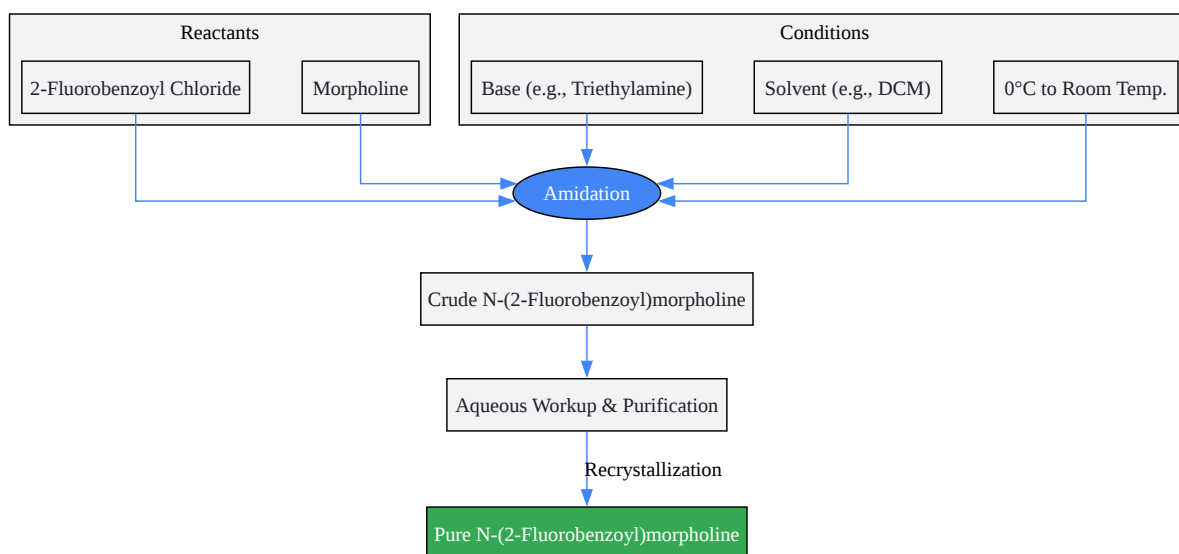 Reactants
Conditions
2-Fluorobenzoyl Chloride
Morpholine
Base (e.g., Triethylamine)
Solvent (e.g., DCM)
0°C to Room Temp.
Amidation
Crude N-(2-Fluorobenzoyl)morpholine
Aqueous Workup & Purification
Recrystallization
Pure N-(2-Fluorobenzoyl)morpholine